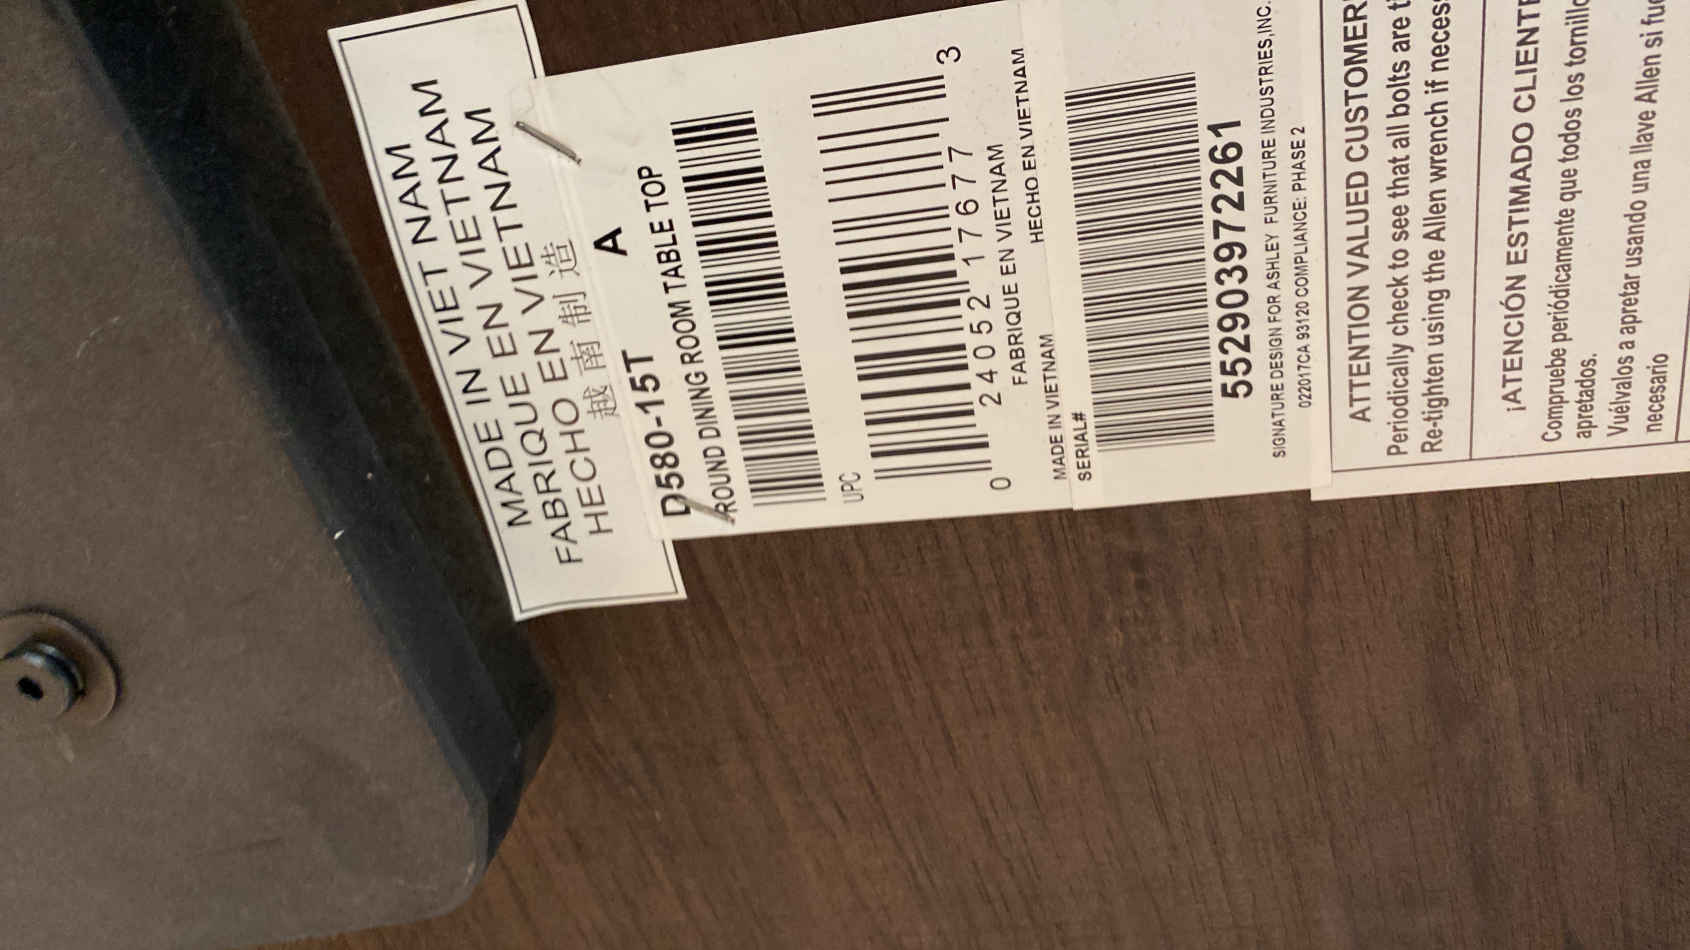 MADE IN VIET NAM
FABRIQUE EN VIETNAM
HECHO EN VIETNAM
越南制造
D580-15T A
ROUND DINING ROOM TABLE TOP
UPC
0 24052 17677 3
FABRIQUE EN VIETNAM
MADE IN VIETNAM HECHO EN VIETNAM
SERIAL#
552903972261
SIGNATURE DESIGN FOR ASHLEY FURNITURE INDUSTRIES,INC.
022017CA 93120 COMPLIANCE: PHASE 2
ATTENTION VALUED CUSTOMER
Periodically check to see that all bolts are
Re-tighten using the Allen wrench if
¡ATENCIÓN ESTIMADO CLIENTE
Compruebe periódicamente que todos los
apretados.
Vuélvalos a apretar usando una llave Allen si
necesario